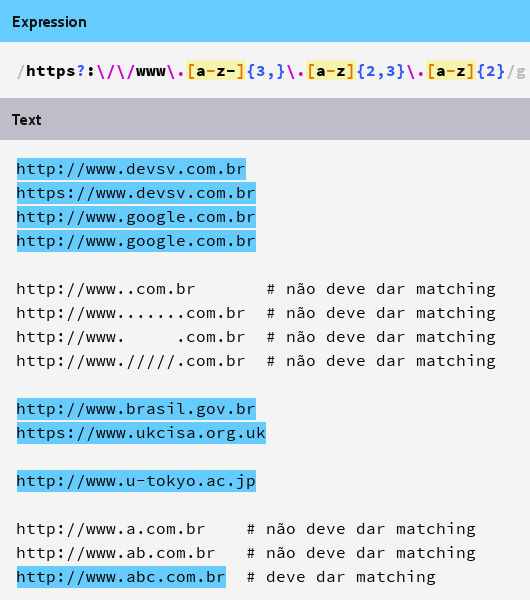 Expression
/https?:\/\/www\.[a-z-]{3,}\.[a-z]{2,3}\.[a-z]{2}/g
Text
http://www.devsv.com.br
https://www.devsv.com.br
http://www.google.com.br
http://www.google.com.br
http://www..com.br       # não deve dar matching
http://www.......com.br  # não deve dar matching
http://www.     .com.br  # não deve dar matching
http://www./////.com.br  # não deve dar matching
http://www.brasil.gov.br
https://www.ukcisa.org.uk
http://www.u-tokyo.ac.jp
http://www.a.com.br    # não deve dar matching
http://www.ab.com.br   # não deve dar matching
http://www.abc.com.br  # deve dar matching